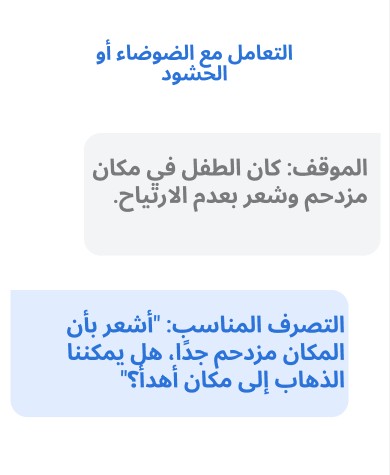 التعامل مع الضوضاء أو
الحشود
الموقف: كان الطفل في مكان
مزدحم وشعر بعدم الارتياح.
التصرف المناسب: "أشعر بأن
المكان مزدحم جدًا، هل يمكننا
الذهاب إلى مكان أهدأ؟"